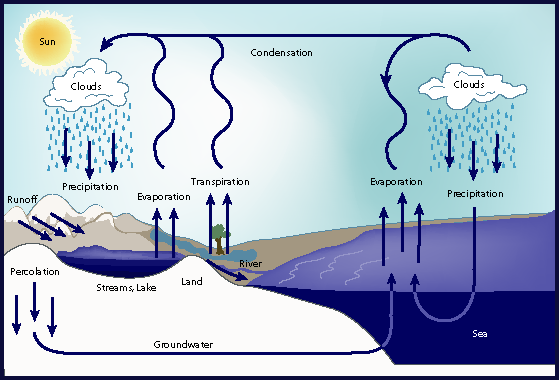 Sun
Condensation
Clouds
Clouds
Precipitation
Transpiration
Evaporation
Evaporation
Precipitation
Runoff
Percolation
Streams, Lake
Land
River
Groundwater
Sea